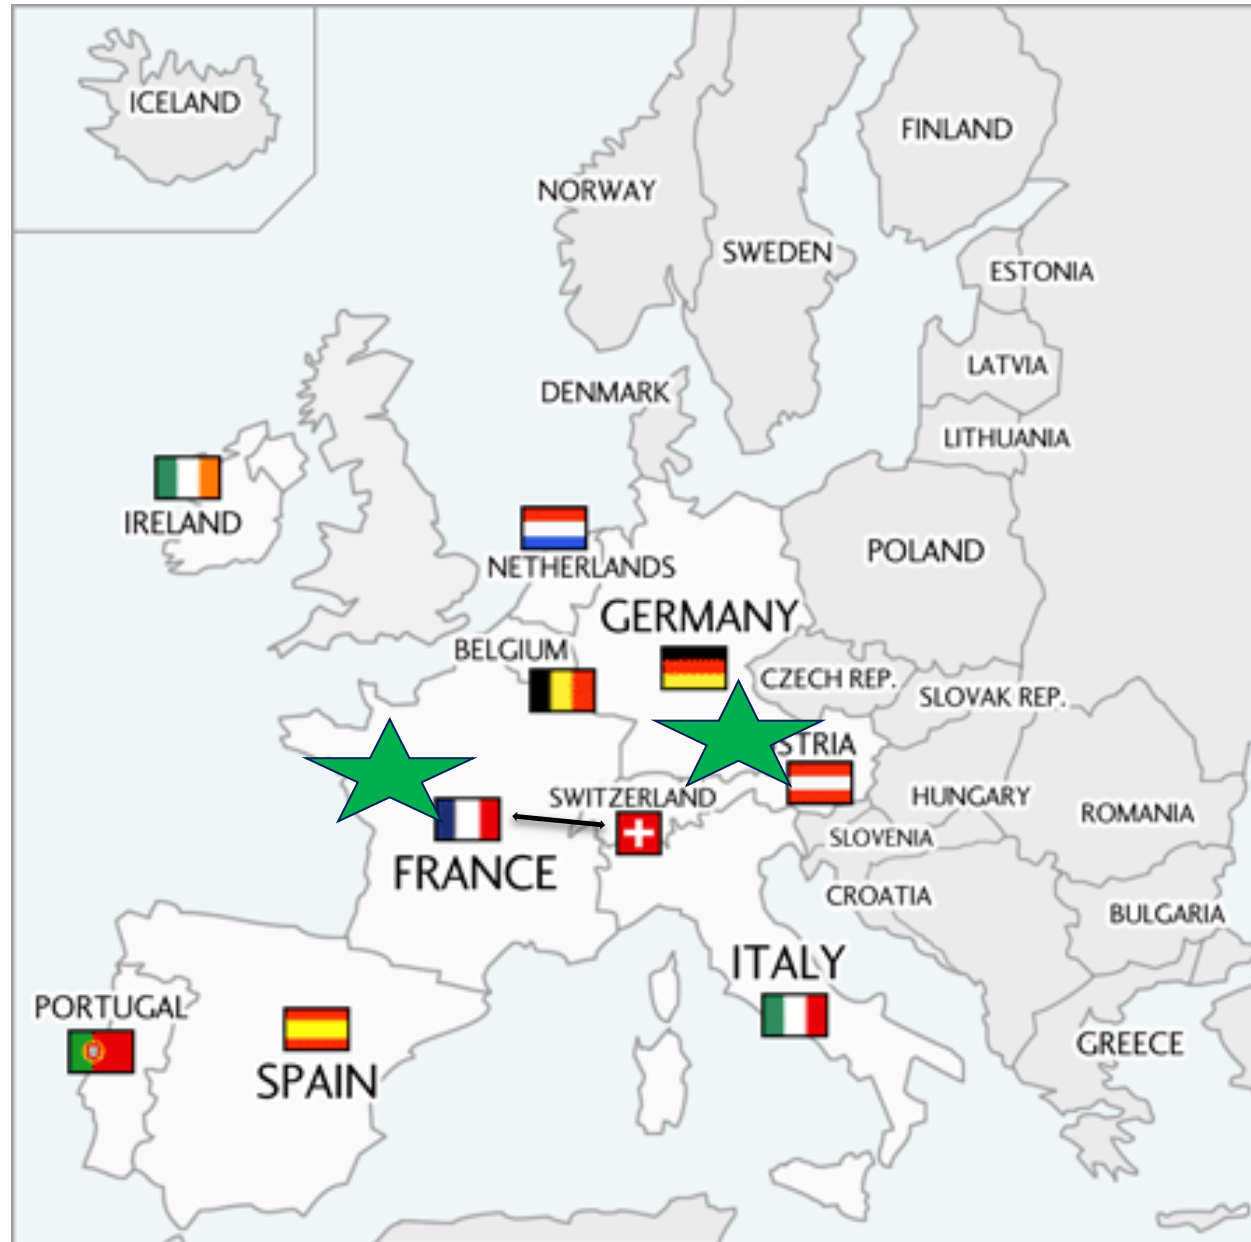 ICELAND
FINLAND
NORWAY
SWEDEN
ESTONIA
LATVIA
DENMARK
LITHUANIA
IRELAND
POLAND
NETHERLANDS
GERMANY
BELGIUM
CZECH REP.
SLOVAK REP.
STRIA
SWITZERLAND
HUNGARY
ROMANIA
SLOVENIA
FRANCE
CROATIA
BULGARIA
ITALY
PORTUGAL
GREECE
SPAIN